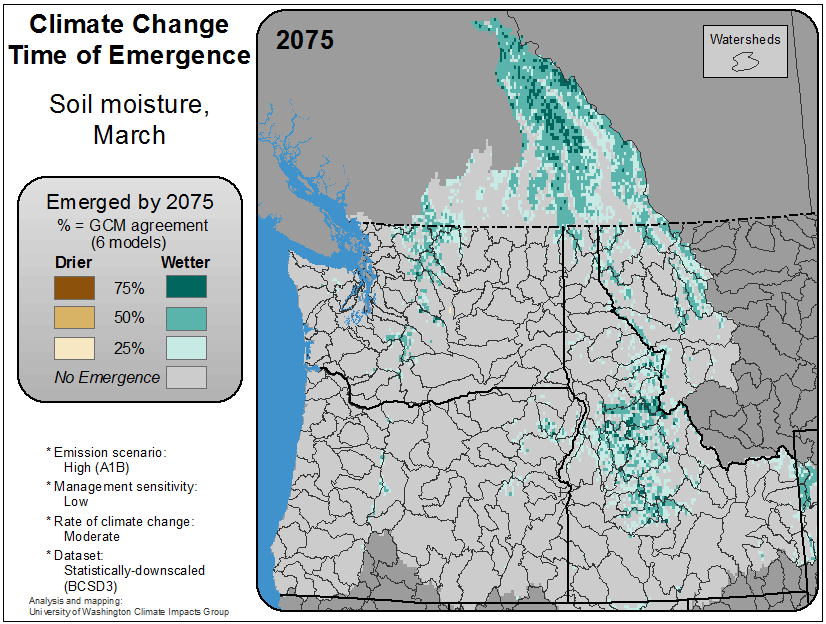 Climate Change
Time of Emergence
Soil moisture,
March
Emerged by 2075
% = GCM agreement
(6 models)
Drier Wetter
75%
50%
25%
No Emergence
* Emission scenario:
High (A1B)
* Management sensitivity:
Low
* Rate of climate change:
Moderate
* Dataset:
Statistically-downscaled
(BCSD3)
Analysis and mapping:
University of Washington Climate Impacts Group
2075
Watersheds